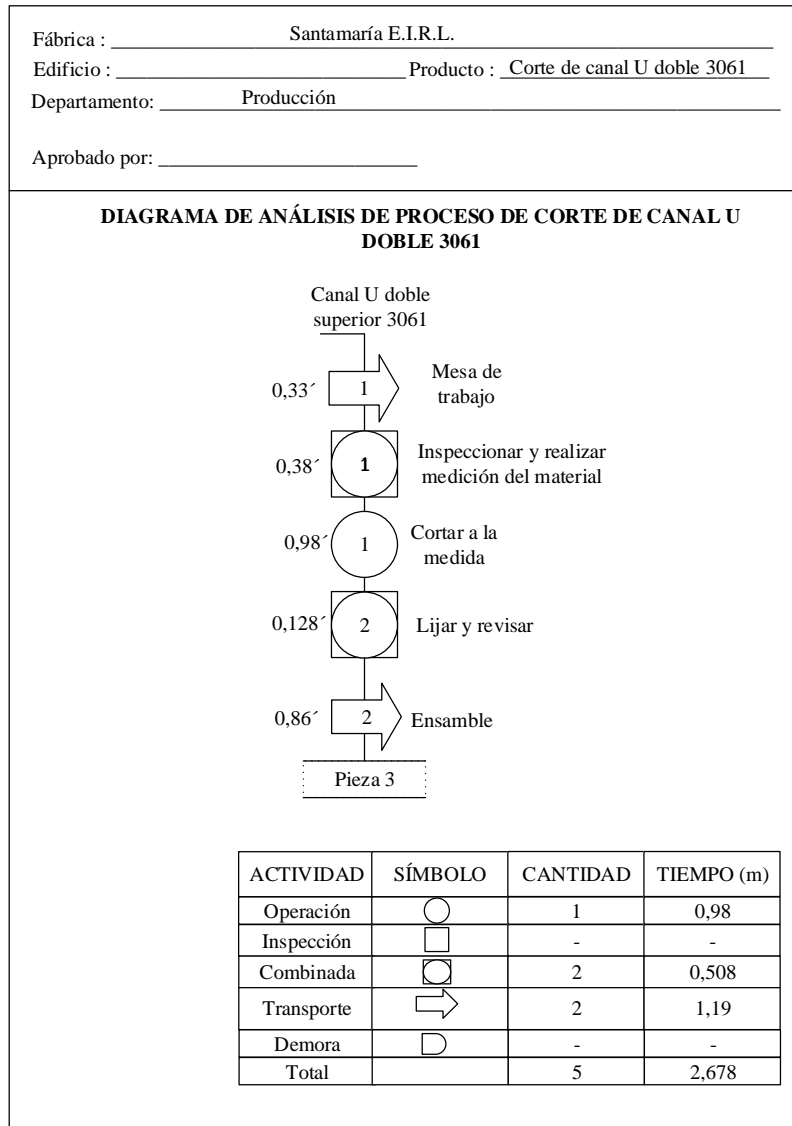 Fábrica : Santamaría E.I.R.L.
Edificio : Producto : Corte de canal U doble 3061
Departamento: Producción
Aprobado por:
DIAGRAMA DE ANÁLISIS DE PROCESO DE CORTE DE CANAL U
DOBLE 3061
Canal U doble
superior 3061
0,33´ 1 Mesa de
trabajo
0,38´ 1 Inspeccionar y realizar
medición del material
0,98´ 1 Cortar a la
medida
0,128´ 2 Lijar y revisar
0,86´ 2 Ensamble
Pieza 3
ACTIVIDAD SÍMBOLO CANTIDAD TIEMPO (m)
Operación 1 0,98
Inspección - -
Combinada 2 0,508
Transporte 2 1,19
Demora - -
Total 5 2,678